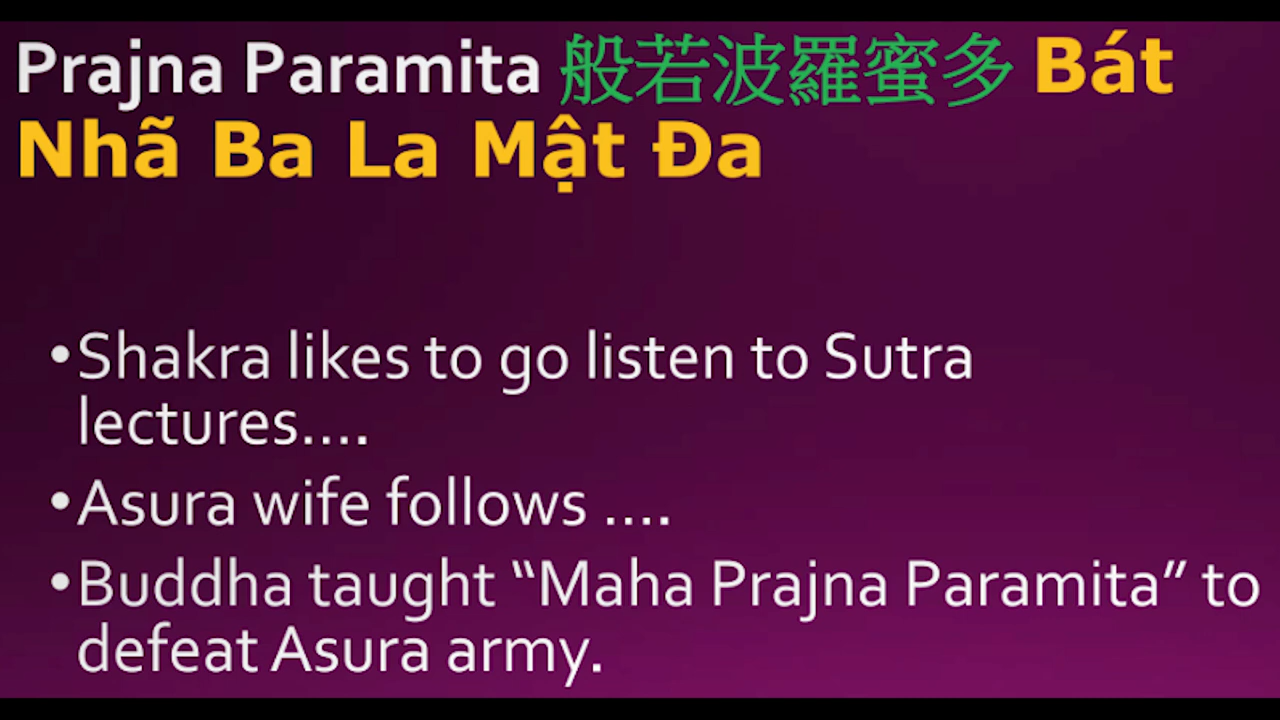 Prajna Paramita 般若波羅蜜多 Bát
Nhã Ba La Mật Đa
•Shakra likes to go listen to Sutra
lectures....
•Asura wife follows ....
•Buddha taught “Maha Prajna Paramita” to
defeat Asura army.